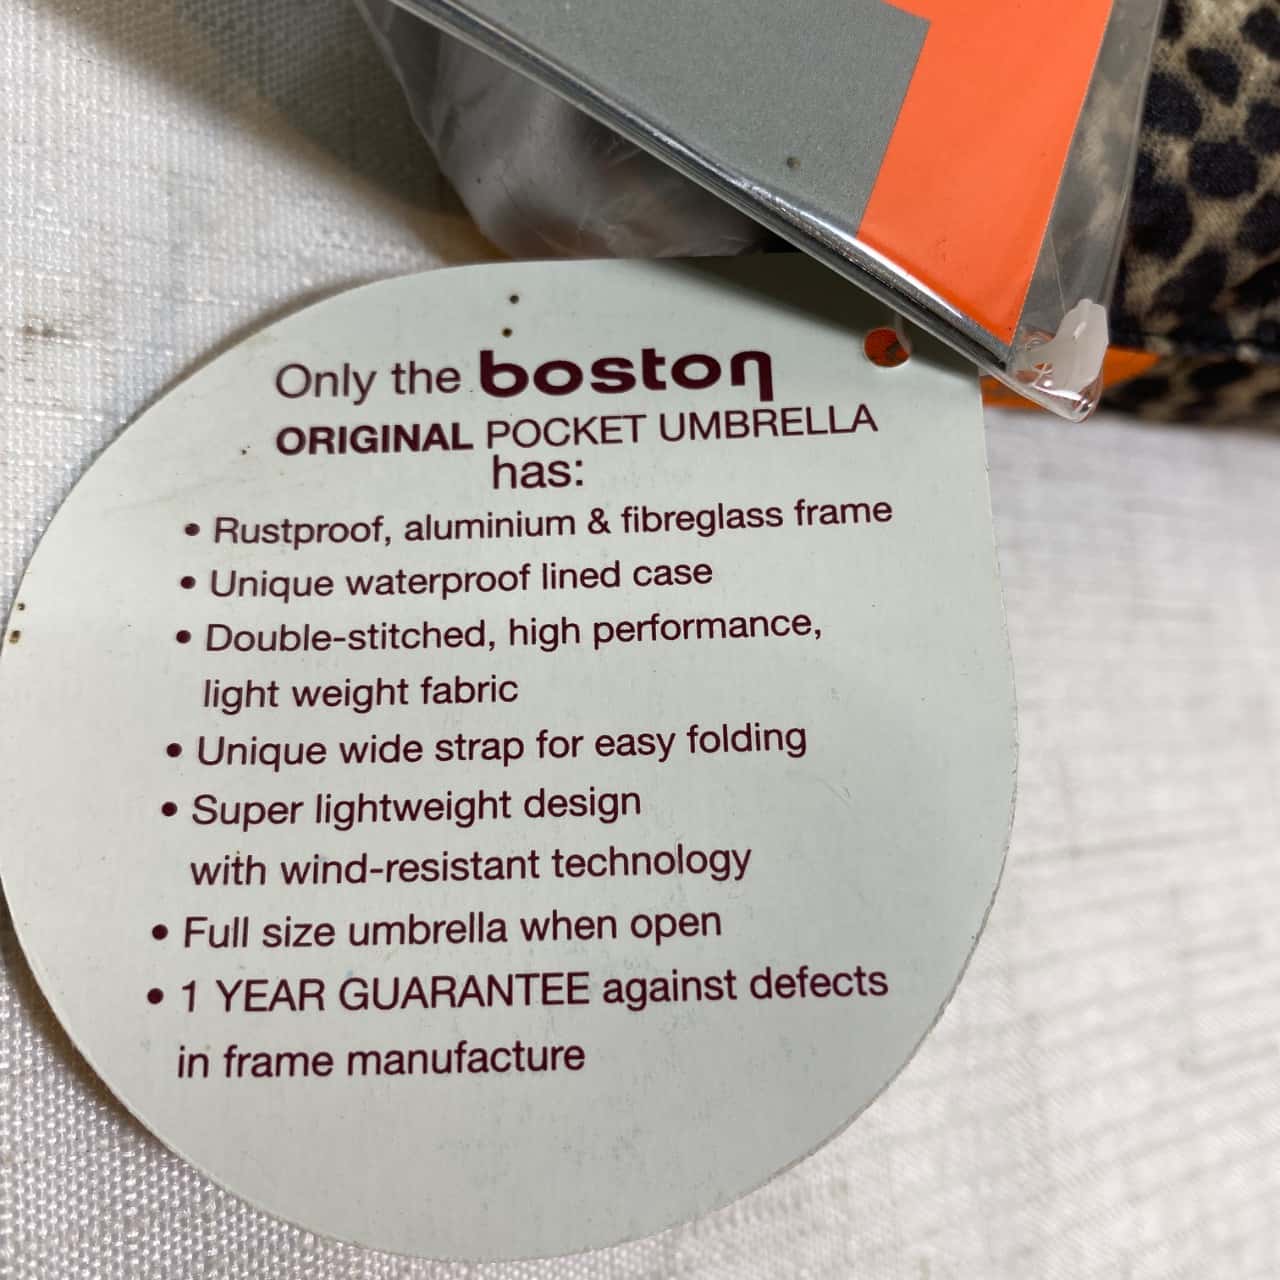 Only the boston
ORIGINAL POCKET UMBRELLA
has:
• Rustproof, aluminium & fibreglass frame
• Unique waterproof lined case
• Double-stitched, high performance,
light weight fabric
• Unique wide strap for easy folding
• Super lightweight design
with wind-resistant technology
• Full size umbrella when open
• 1 YEAR GUARANTEE against defects
in frame manufacture